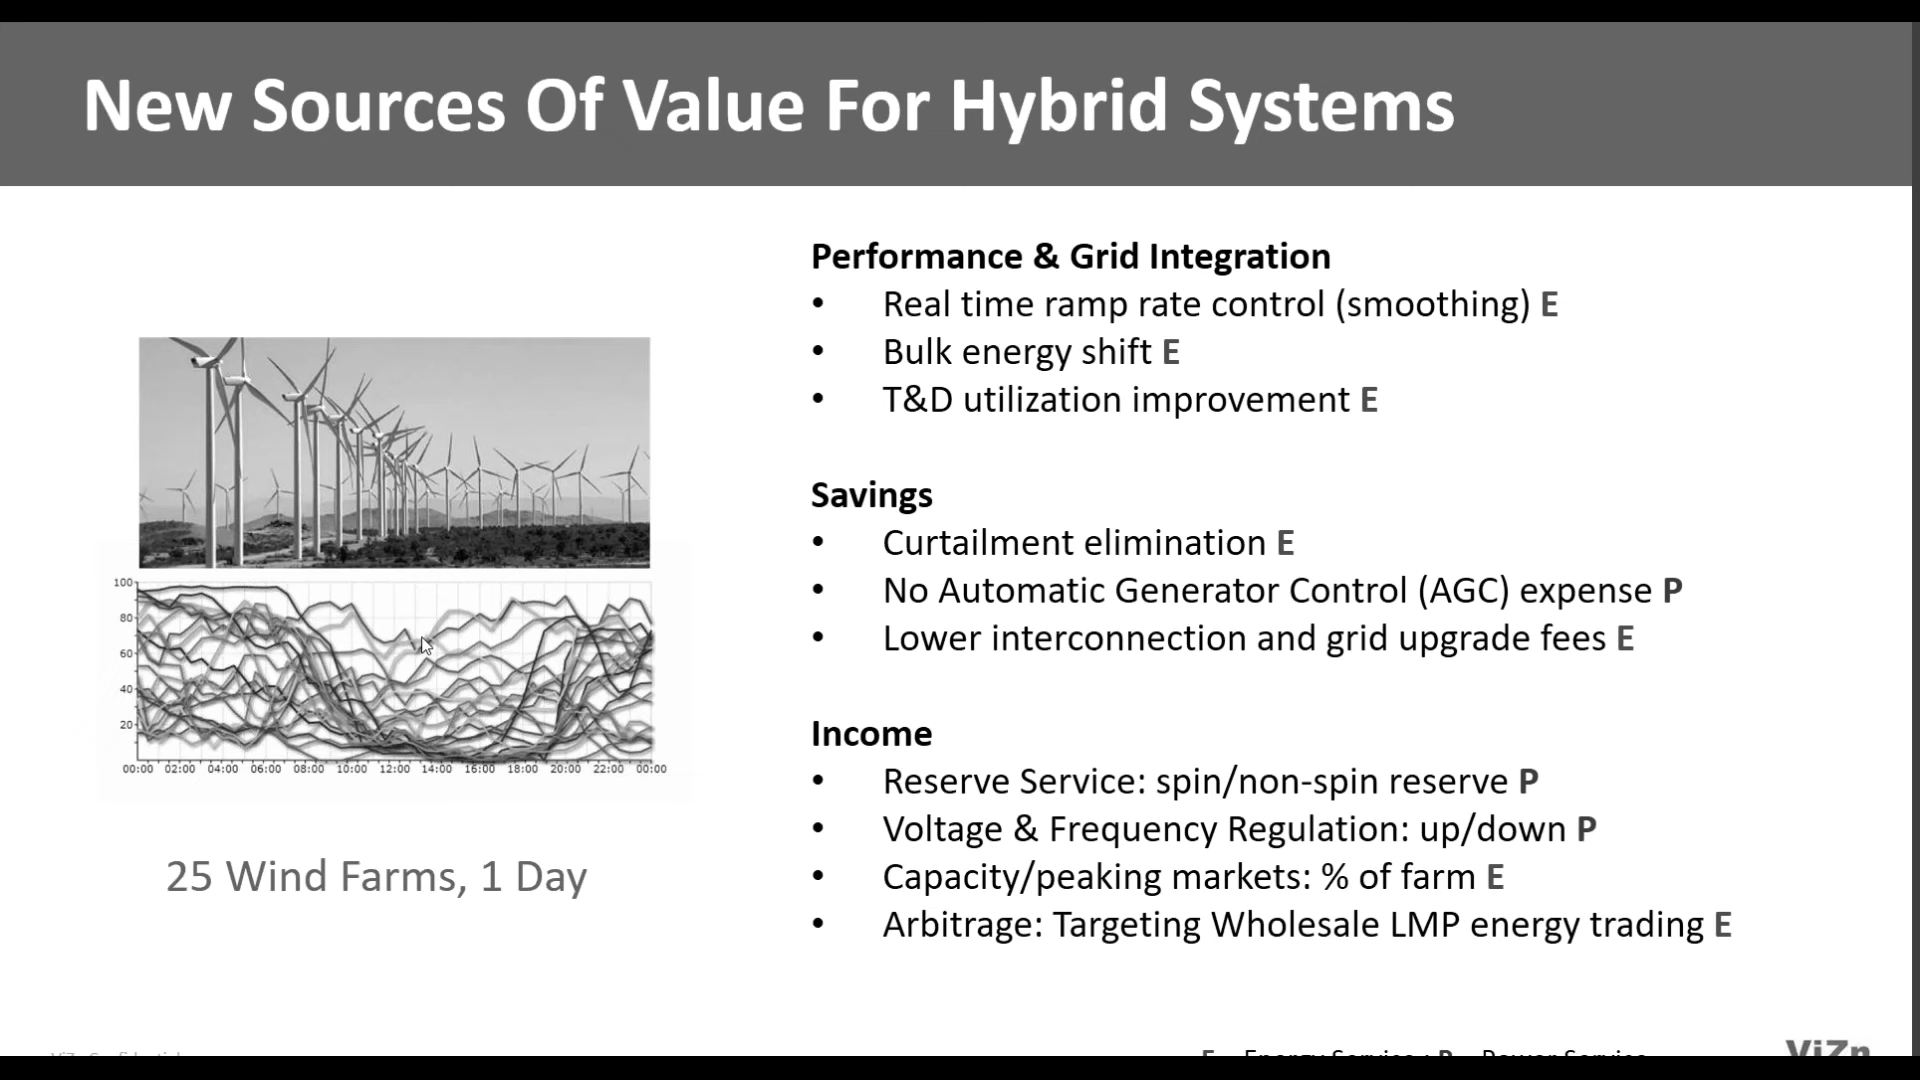 New Sources Of Value For Hybrid Systems
Performance & Grid Integration
• Real time ramp rate control (smoothing) E
• Bulk energy shift E
• T&D utilization improvement E
Savings
• Curtailment elimination E
• No Automatic Generator Control (AGC) expense P
• Lower interconnection and grid upgrade fees E
Income
• Reserve Service: spin/non-spin reserve P
• Voltage & Frequency Regulation: up/down P
• Capacity/peaking markets: % of farm E
• Arbitrage: Targeting Wholesale LMP energy trading E
100
80
60
40
20
00:00 02:00 04:00 06:00 08:00 10:00 12:00 14:00 16:00 18:00 20:00 22:00 00:00
25 Wind Farms, 1 Day
E Energy Service P Power Service
ViZn